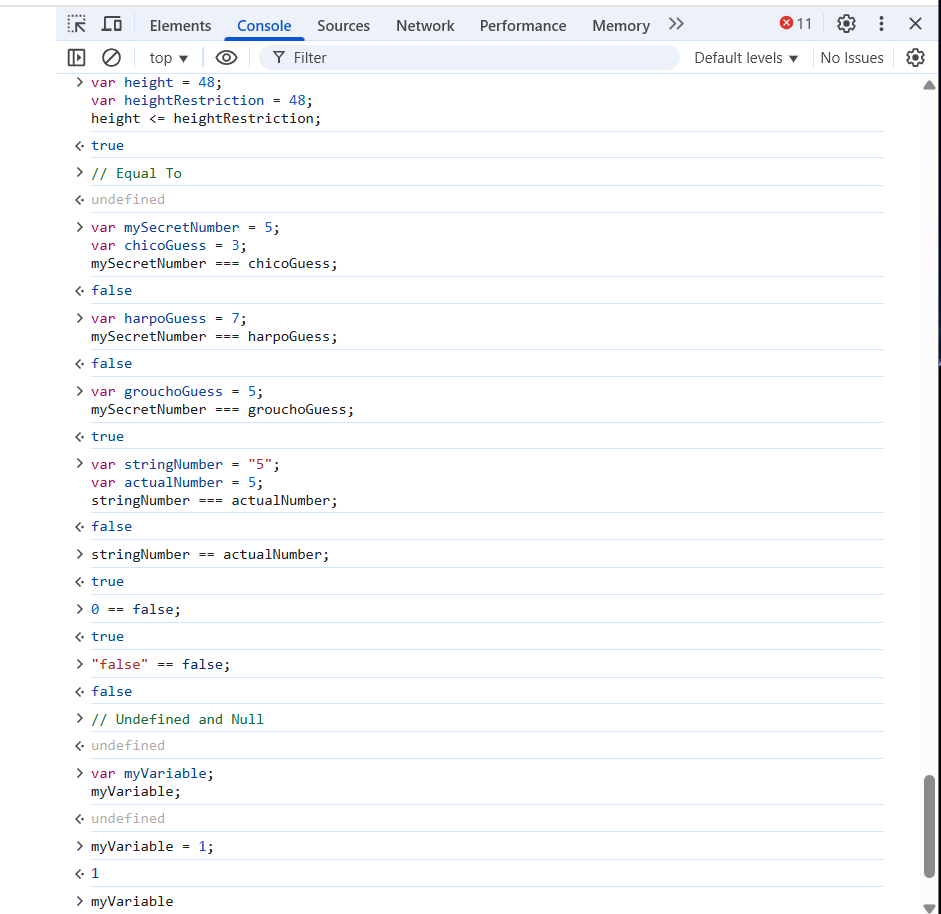 Elements Console Sources Network Performance Memory 11
top Filter Default levels No Issues
var height = 48;
var heightRestriction = 48;
height <= heightRestriction;
true
// Equal To
undefined
var mySecretNumber = 5;
var chicoGuess = 3;
mySecretNumber === chicoGuess;
false
var harpoGuess = 7;
mySecretNumber === harpoGuess;
false
var grouchoGuess = 5;
mySecretNumber === grouchoGuess;
true
var stringNumber = "5";
var actualNumber = 5;
stringNumber === actualNumber;
false
stringNumber == actualNumber;
true
0 == false;
true
"false" == false;
false
// Undefined and Null
undefined
var myVariable;
myVariable;
undefined
myVariable = 1;
1
myVariable